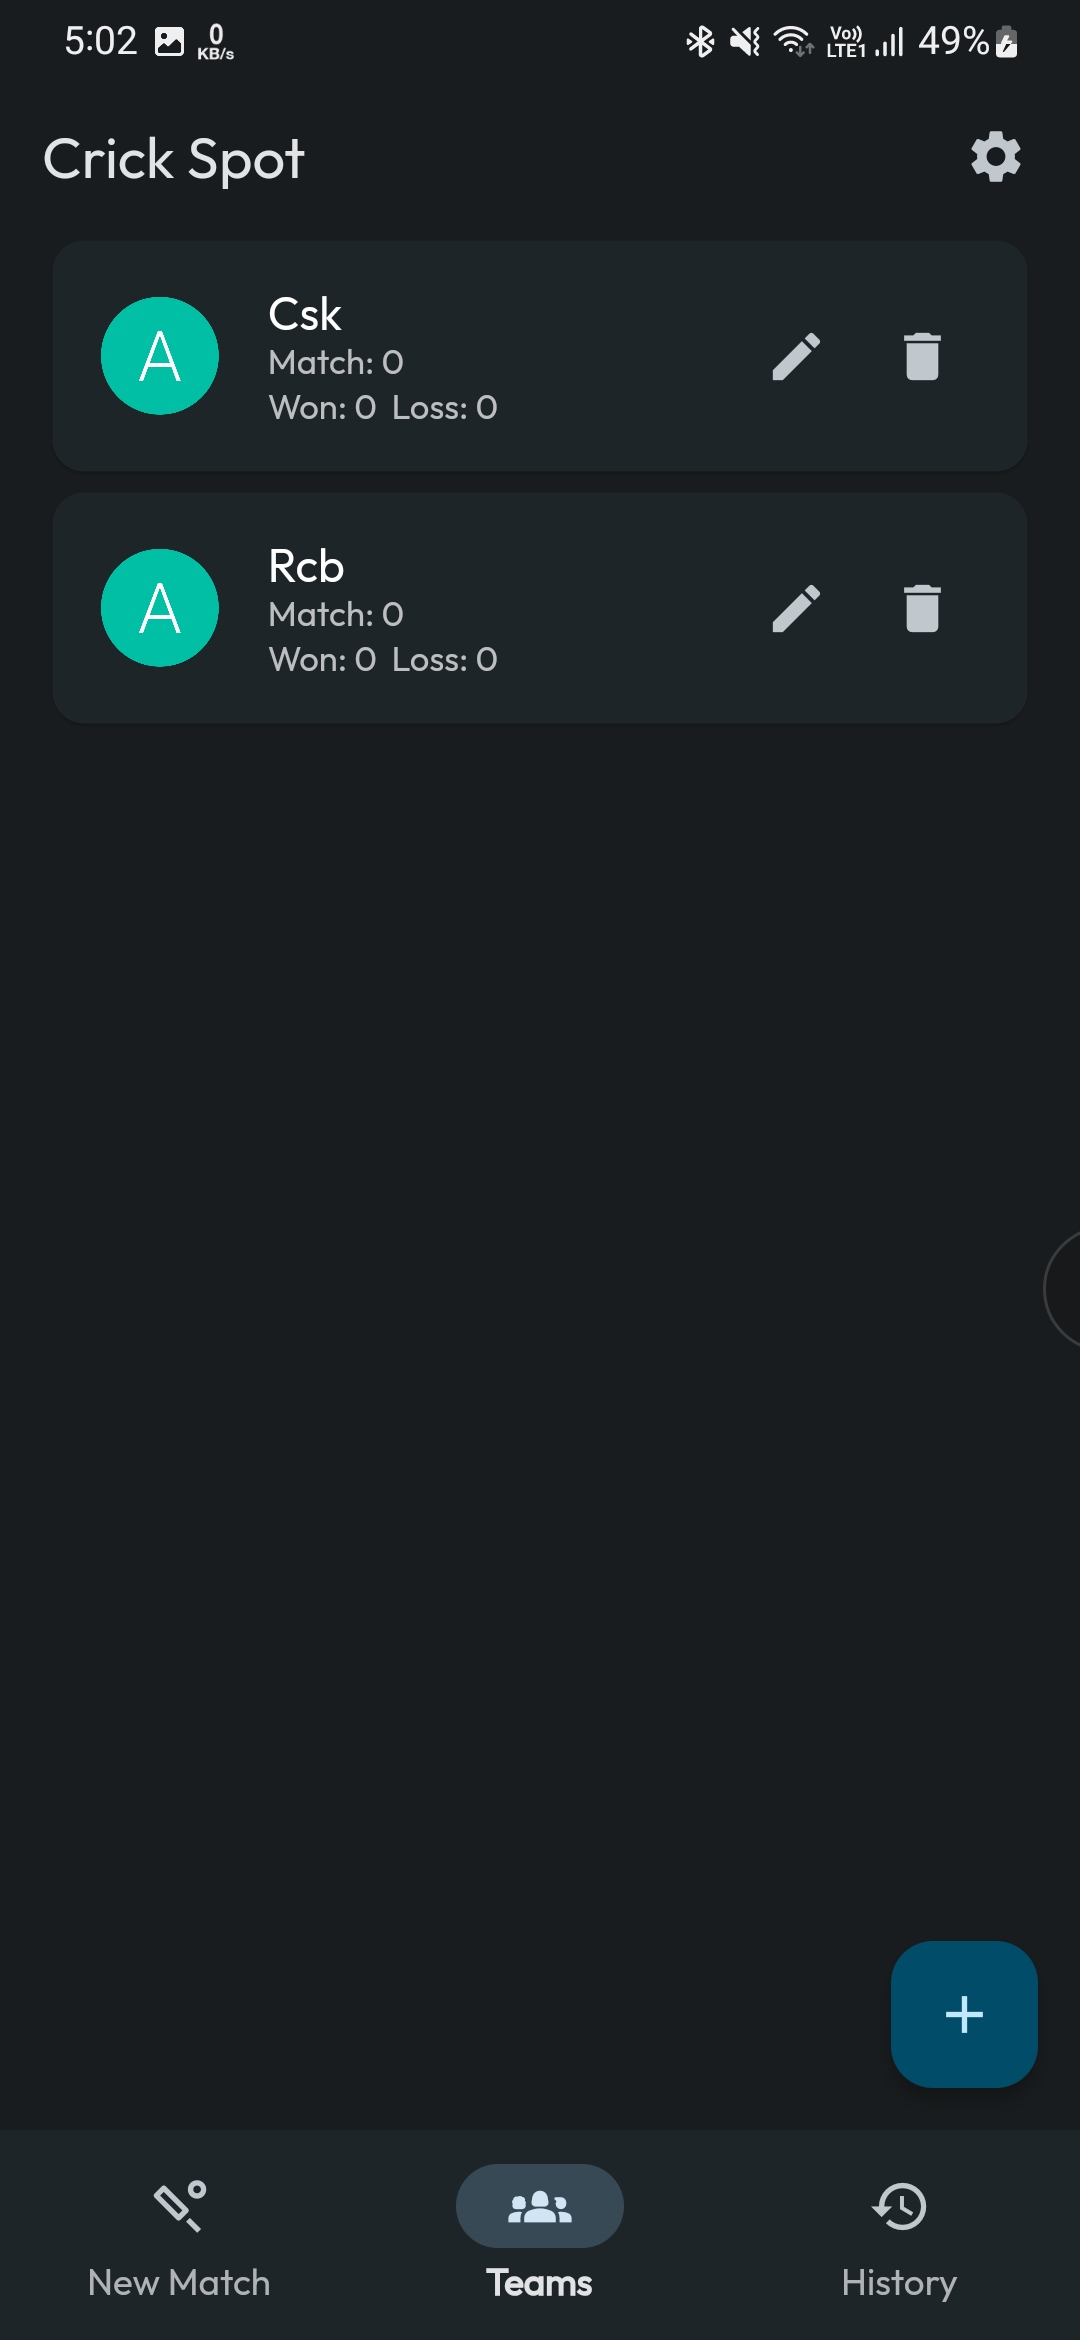 5:02 0 KB/s Vo)) LTE1 49%
Crick Spot
A
Csk
Match: 0
Won: 0 Loss: 0
A
Rcb
Match: 0
Won: 0 Loss: 0
New Match Teams History